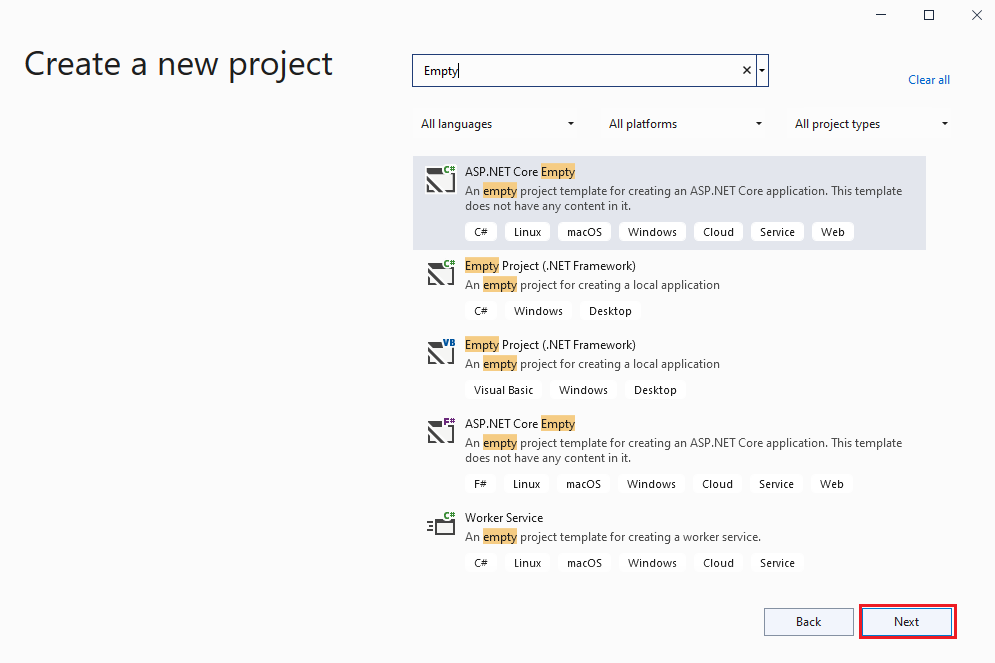 Create a new project
Empty
Clear all
All languages All platforms All project types
C#
ASP.NET Core Empty
An empty project template for creating an ASP.NET Core application. This template
does not have any content in it.
C# Linux macOS Windows Cloud Service Web
C#
Empty Project (.NET Framework)
An empty project for creating a local application
C# Windows Desktop
VB
Empty Project (.NET Framework)
An empty project for creating a local application
Visual Basic Windows Desktop
F#
ASP.NET Core Empty
An empty project template for creating an ASP.NET Core application. This template
does not have any content in it.
F# Linux macOS Windows Cloud Service Web
C#
Worker Service
An empty project template for creating a worker service.
C# Linux macOS Windows Cloud Service
Back Next